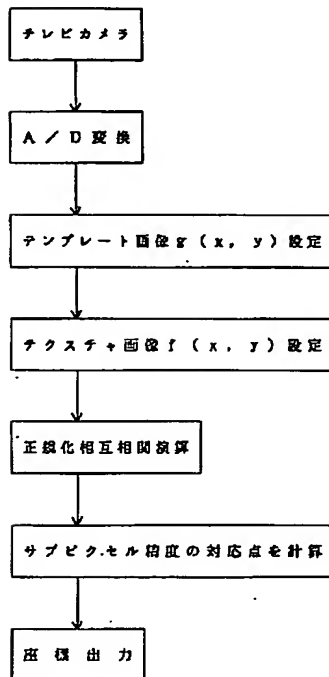 テレビカメラ
A/D変換
テンプレート画像g(x, y)設定
テクスチャ画像f(x, y)設定
正規化相互相関演算
サブピクセル精度の対応点を計算
座標出力